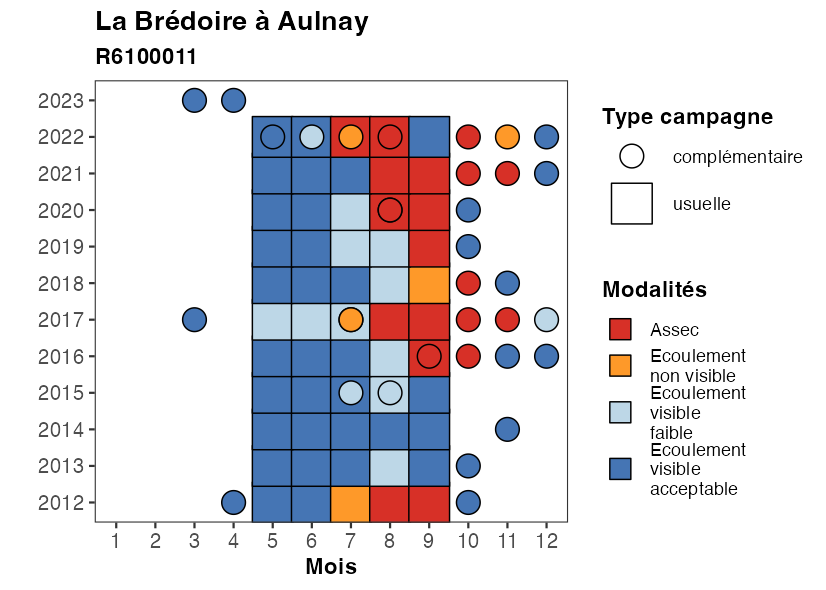 La Brédoire à Aulnay
R6100011
2023
2022
2021
2020
2019
2018
2017
2016
2015
2014
2013
2012
1 2 3 4 5 6 7 8 9 10 11 12
Mois
Type campagne
complémentaire
usuelle
Modalités
Assec
Ecoulement
non visible
Ecoulement
visible
faible
Ecoulement
visible
acceptable